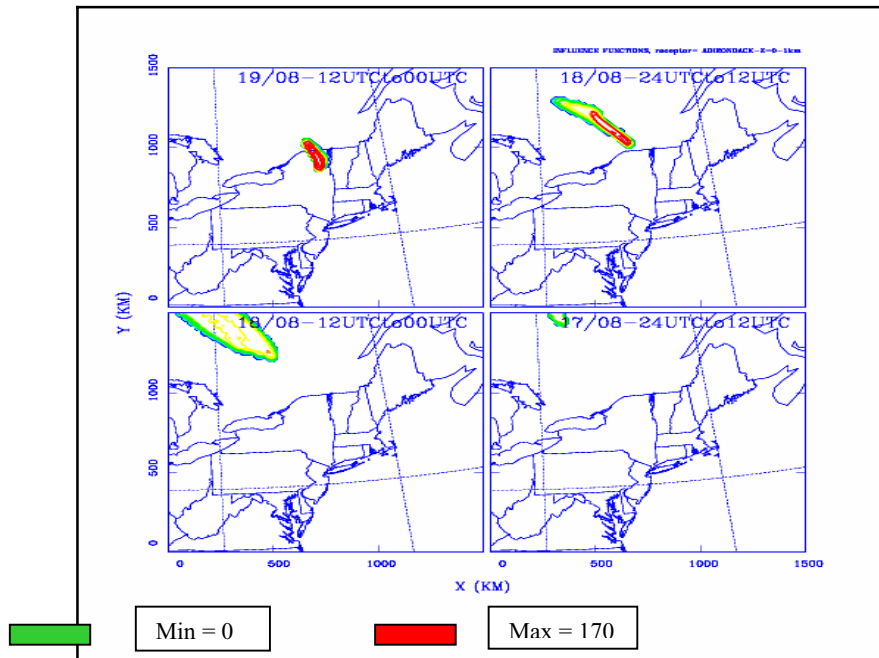 INFLUENCE FUNCTIONS, receptor- ADIRONDACK-Z-0-1km
1500
19/08-12UTCto00UTC
18/08-24UTCto12UTC
1000
500
0
Y (KM)
18/08-12UTCto00UTC
17/08-24UTCto12UTC
1000
500
0
0
500
1000
0
500
1000
1500
X (KM)
Min = 0
Max = 170